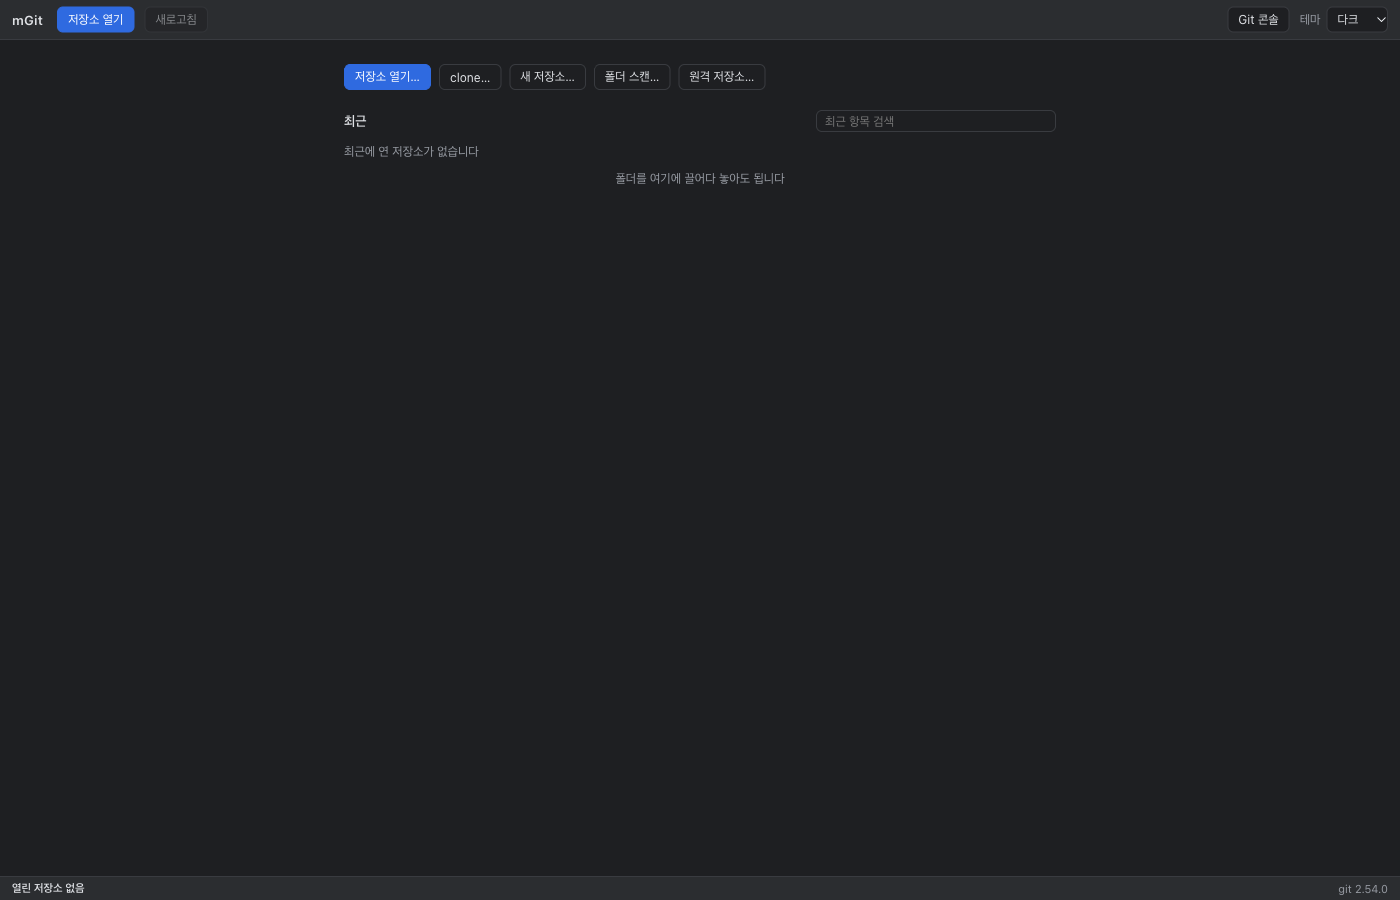 mGit 저장소 열기 새로고침 Git 콘솔 테마 다크
저장소 열기... clone... 새 저장소... 폴더 스캔... 원격 저장소...
최근 최근 항목 검색
최근에 연 저장소가 없습니다
폴더를 여기에 끌어다 놓아도 됩니다
열린 저장소 없음 git 2.54.0